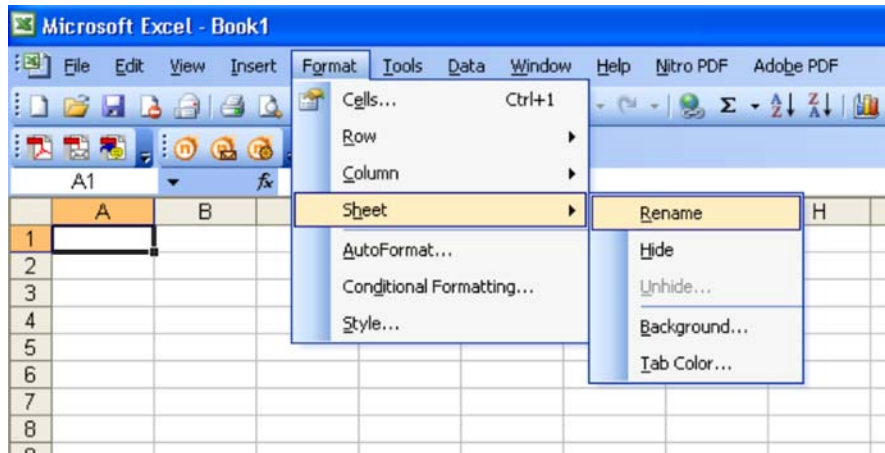 Microsoft Excel - Book1
File Edit View Insert Format Tools Data Window Help Nitro PDF Adobe PDF
Cells... Ctrl+1
Row
Column
Sheet
AutoFormat...
Conditional Formatting...
Style...
Rename
Hide
Unhide...
Background...
Tab Color...
Σ A Z Z A
A1 fx
A B H
1
2
3
4
5
6
7
8